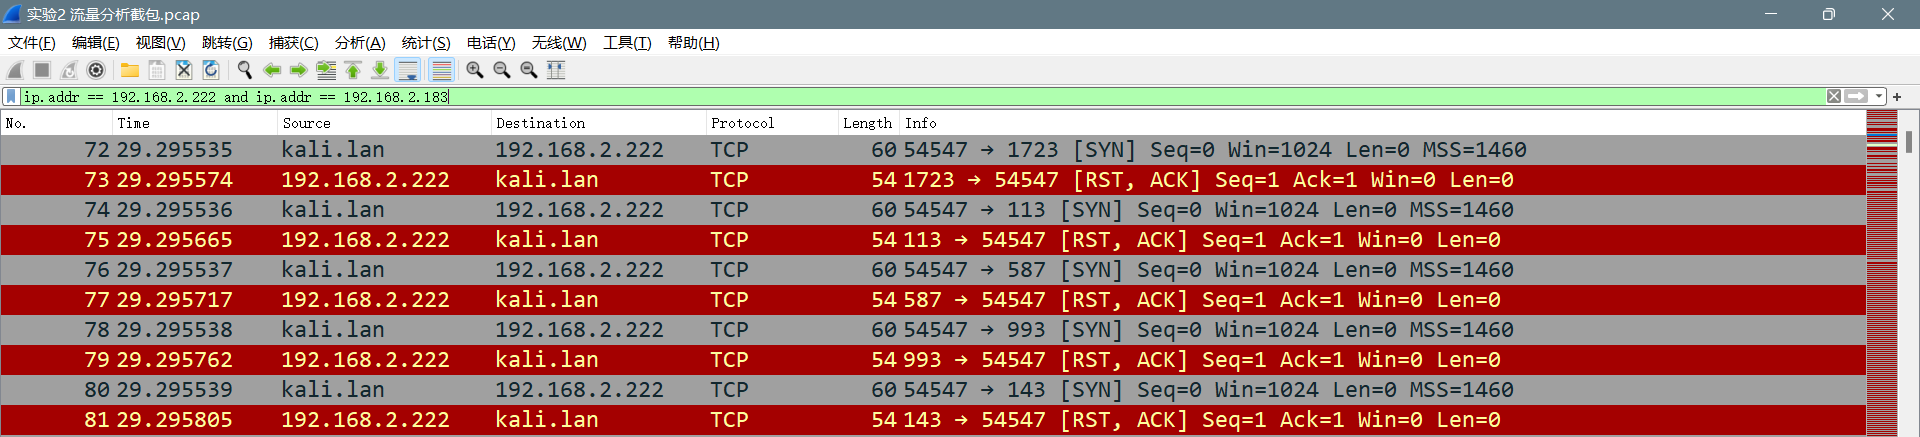 实验2 流量分析截包.pcap
文件(F) 编辑(E) 视图(V) 跳转(G) 捕获(C) 分析(A) 统计(S) 电话(Y) 无线(W) 工具(T) 帮助(H)
ip.addr == 192.168.2.222 and ip.addr == 192.168.2.183
No. Time Source Destination Protocol Length Info
72 29.295535 kali.lan 192.168.2.222 TCP 60 54547 → 1723 [SYN] Seq=0 Win=1024 Len=0 MSS=1460
73 29.295574 192.168.2.222 kali.lan TCP 54 1723 → 54547 [RST, ACK] Seq=1 Ack=1 Win=0 Len=0
74 29.295536 kali.lan 192.168.2.222 TCP 60 54547 → 113 [SYN] Seq=0 Win=1024 Len=0 MSS=1460
75 29.295665 192.168.2.222 kali.lan TCP 54 113 → 54547 [RST, ACK] Seq=1 Ack=1 Win=0 Len=0
76 29.295537 kali.lan 192.168.2.222 TCP 60 54547 → 587 [SYN] Seq=0 Win=1024 Len=0 MSS=1460
77 29.295717 192.168.2.222 kali.lan TCP 54 587 → 54547 [RST, ACK] Seq=1 Ack=1 Win=0 Len=0
78 29.295538 kali.lan 192.168.2.222 TCP 60 54547 → 993 [SYN] Seq=0 Win=1024 Len=0 MSS=1460
79 29.295762 192.168.2.222 kali.lan TCP 54 993 → 54547 [RST, ACK] Seq=1 Ack=1 Win=0 Len=0
80 29.295539 kali.lan 192.168.2.222 TCP 60 54547 → 143 [SYN] Seq=0 Win=1024 Len=0 MSS=1460
81 29.295805 192.168.2.222 kali.lan TCP 54 143 → 54547 [RST, ACK] Seq=1 Ack=1 Win=0 Len=0